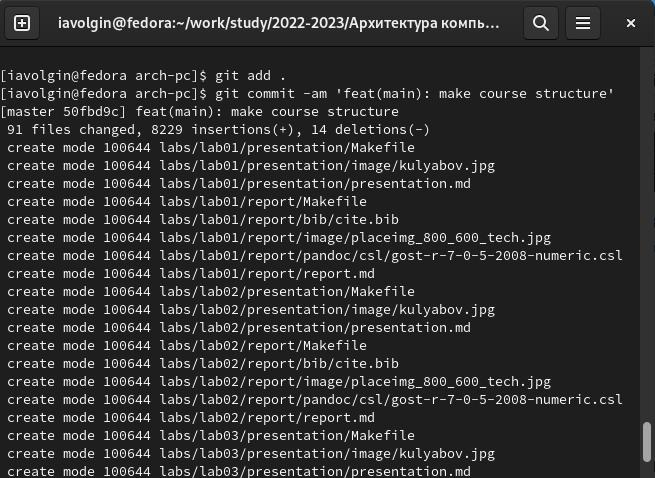 iavolgin@fedora:~/work/study/2022-2023/Архитектура компь…
[iavolgin@fedora arch-pc]$ git add .
[iavolgin@fedora arch-pc]$ git commit -am 'feat(main): make course structure'
[master 50fbd9c] feat(main): make course structure
 91 files changed, 8229 insertions(+), 14 deletions(-)
 create mode 100644 labs/lab01/presentation/Makefile
 create mode 100644 labs/lab01/presentation/image/kulyabov.jpg
 create mode 100644 labs/lab01/presentation/presentation.md
 create mode 100644 labs/lab01/report/Makefile
 create mode 100644 labs/lab01/report/bib/cite.bib
 create mode 100644 labs/lab01/report/image/placeimg_800_600_tech.jpg
 create mode 100644 labs/lab01/report/pandoc/csl/gost-r-7-0-5-2008-numeric.csl
 create mode 100644 labs/lab01/report/report.md
 create mode 100644 labs/lab02/presentation/Makefile
 create mode 100644 labs/lab02/presentation/image/kulyabov.jpg
 create mode 100644 labs/lab02/presentation/presentation.md
 create mode 100644 labs/lab02/report/Makefile
 create mode 100644 labs/lab02/report/bib/cite.bib
 create mode 100644 labs/lab02/report/image/placeimg_800_600_tech.jpg
 create mode 100644 labs/lab02/report/pandoc/csl/gost-r-7-0-5-2008-numeric.csl
 create mode 100644 labs/lab02/report/report.md
 create mode 100644 labs/lab03/presentation/Makefile
 create mode 100644 labs/lab03/presentation/image/kulyabov.jpg
 create mode 100644 labs/lab03/presentation/presentation.md